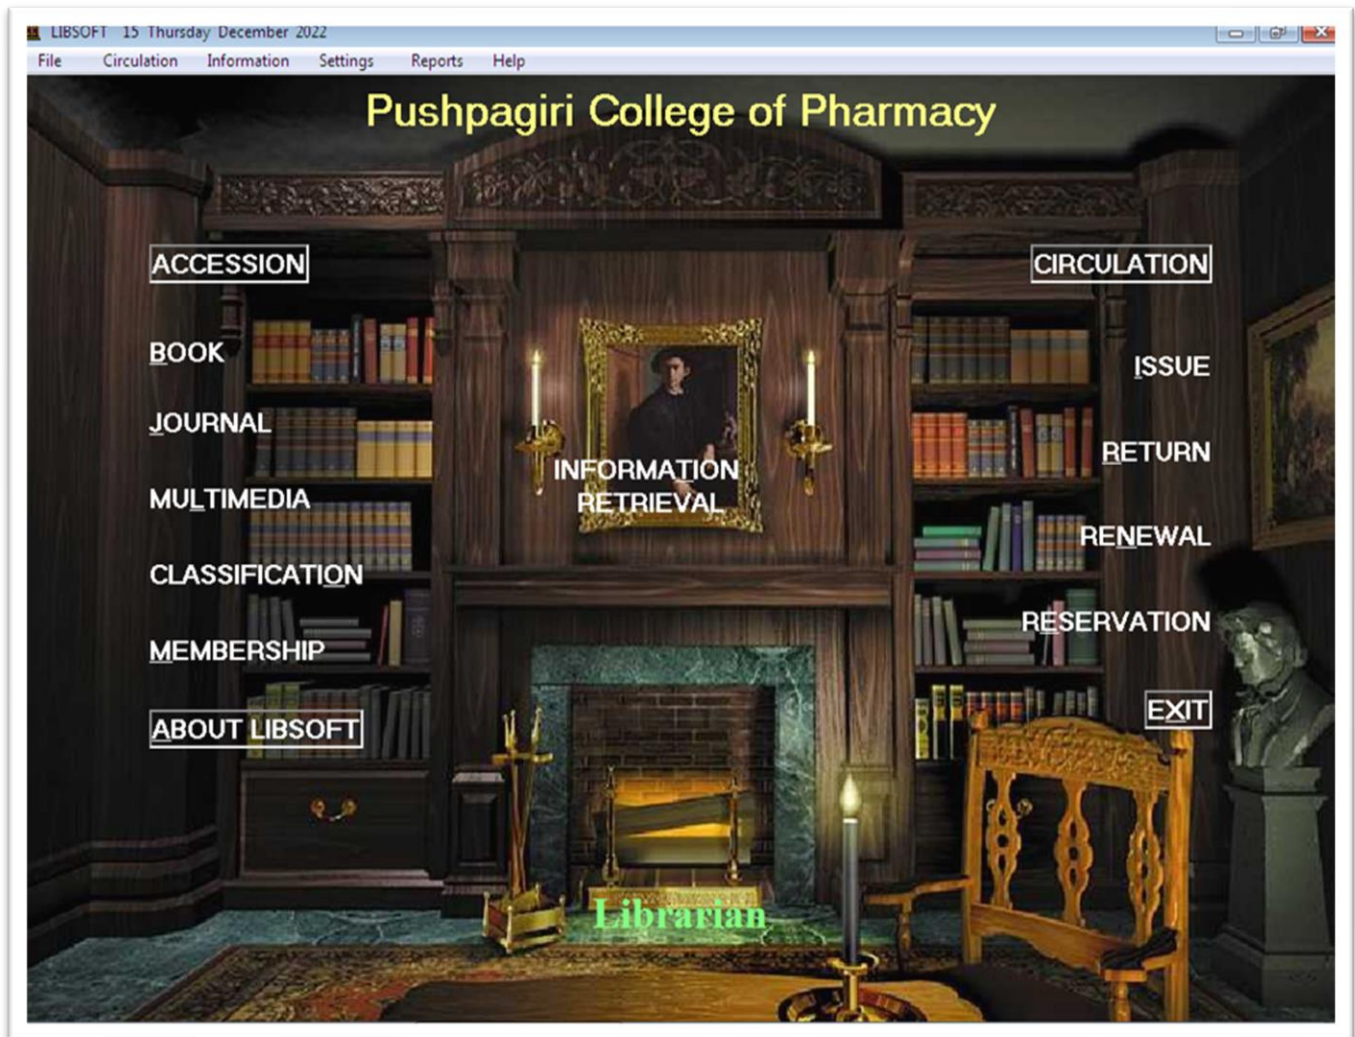 LIBSOFT 15 Thursday December 2022
File Circulation Information Settings Reports Help
Pushpagiri College of Pharmacy
ACCESSION
BOOK
JOURNAL
MULTIMEDIA
CLASSIFICATION
MEMBERSHIP
ABOUT LIBSOFT
INFORMATION
RETRIEVAL
CIRCULATION
ISSUE
RETURN
RENEWAL
RESERVATION
EXIT
Librarian